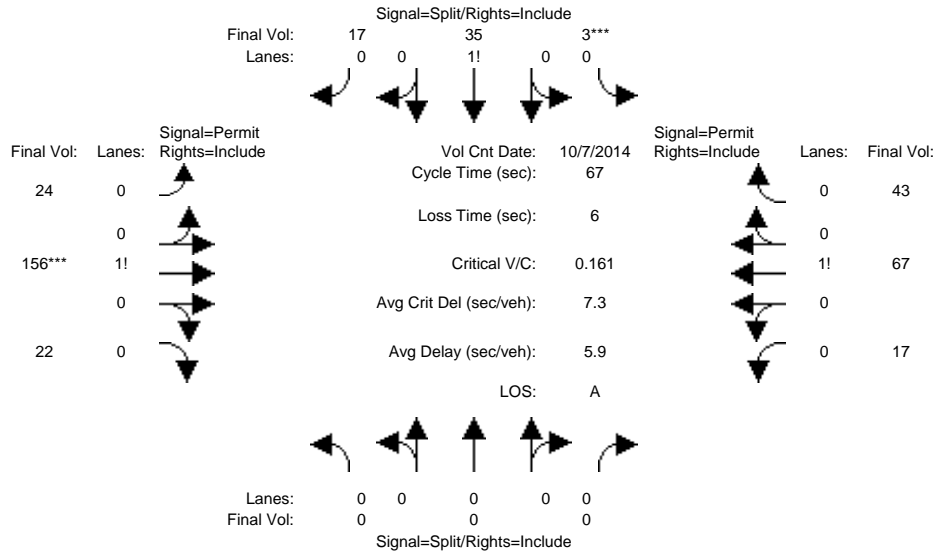 Signal=Split/Rights=Include
Final Vol: 17 35 3***
Lanes: 0 0 1! 0 0
Signal=Permit Signal=Permit
Final Vol: Lanes: Rights=Include Vol Cnt Date: 10/7/2014 Rights=Include Lanes: Final Vol:
Cycle Time (sec): 67
24 0 0 43
Loss Time (sec): 6
0 0
156*** 1! Critical V/C: 0.161 1! 67
0 Avg Crit Del (sec/veh): 7.3 0
22 0 Avg Delay (sec/veh): 5.9 0 17
LOS: A
Lanes: 0 0 0 0 0
Final Vol: 0 0 0
Signal=Split/Rights=Include